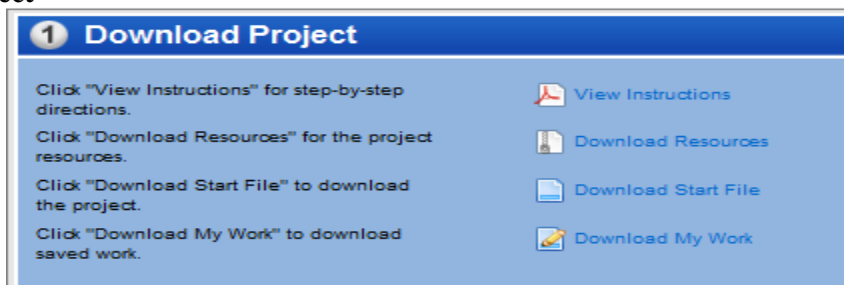 1 Download Project
Click "View Instructions" for step-by-step
directions.
View Instructions
Click "Download Resources" for the project
resources.
Download Resources
Click "Download Start File" to download
the project.
Download Start File
Click "Download My Work" to download
saved work.
Download My Work